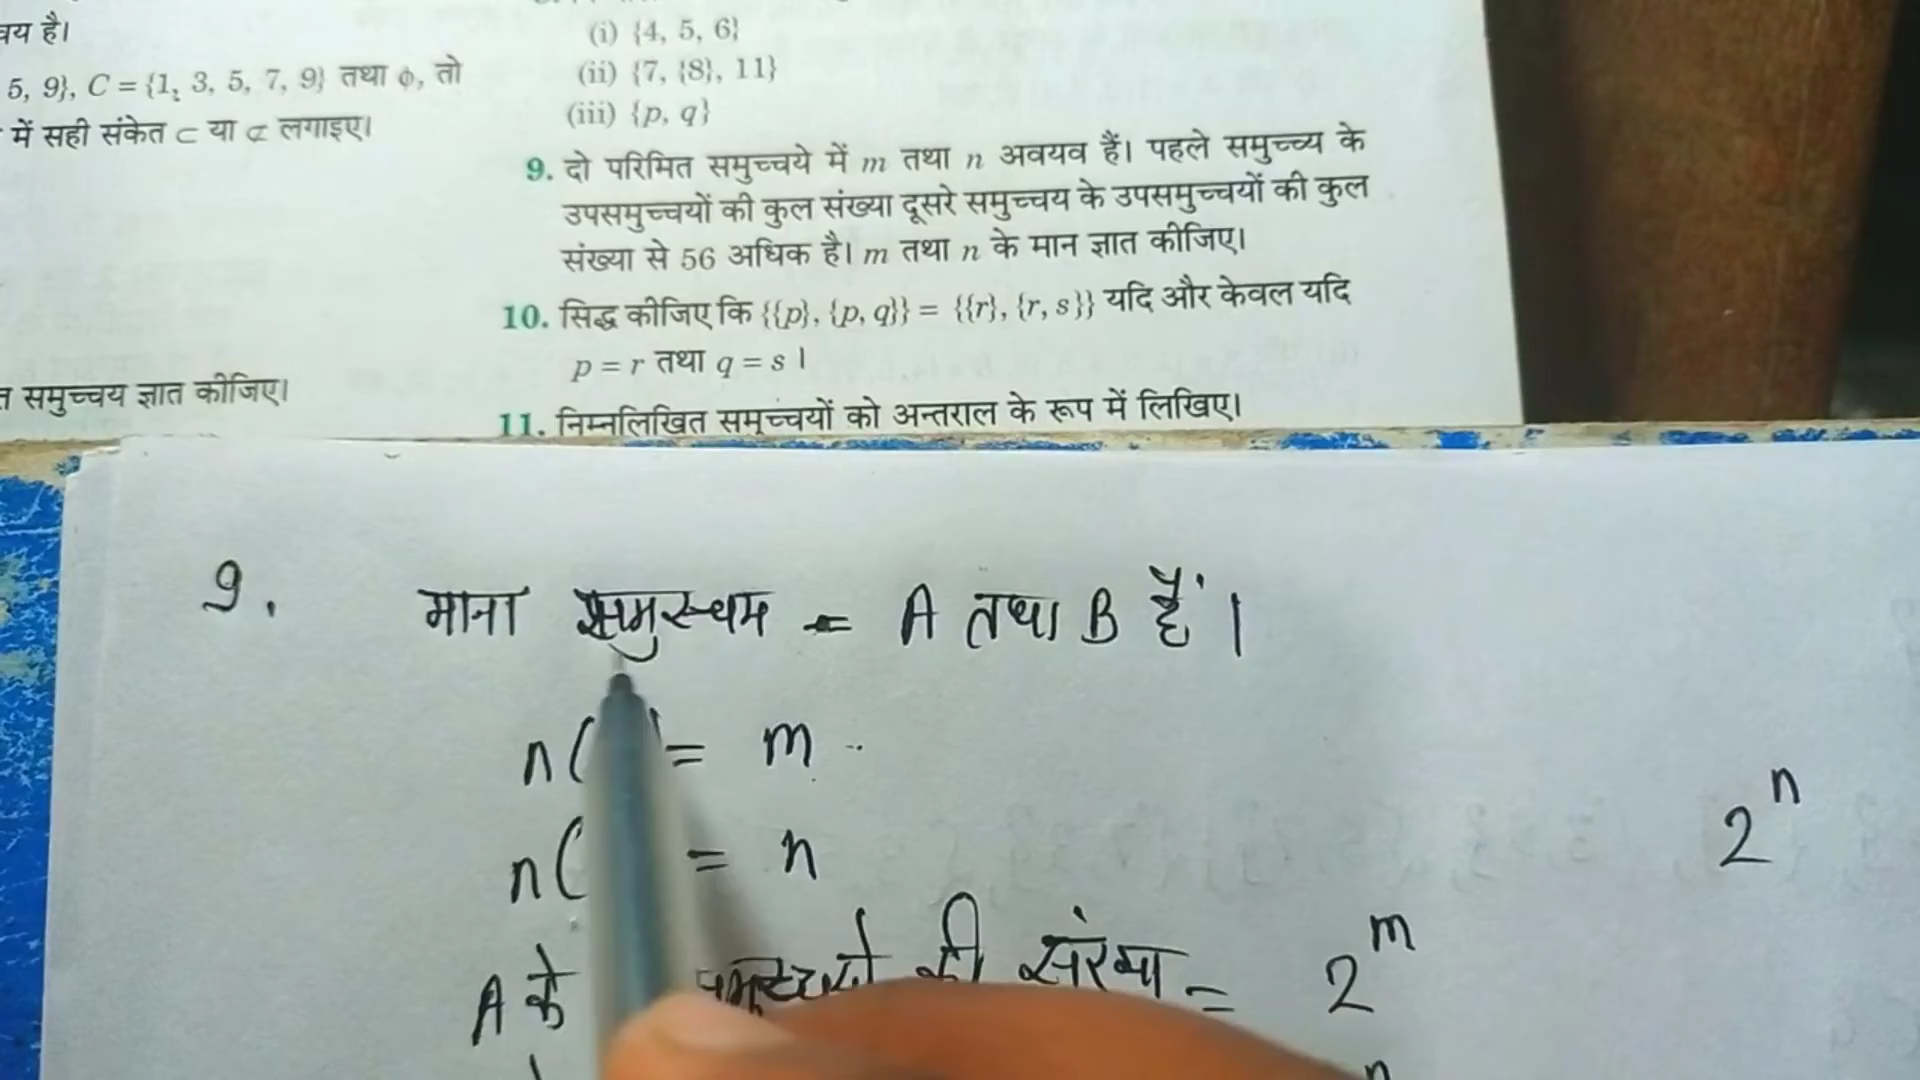 वय है।
5, 9}, C = {1, 3, 5, 7, 9} तथा ϕ, तो
में सही संकेत ⊂ या ⊄ लगाइए।
त समुच्चय ज्ञात कीजिए।
(i) {4, 5, 6}
(ii) {7, {8}, 11}
(iii) {p, q}
9. दो परिमित समुच्चये में m तथा n अवयव हैं। पहले समुच्च्य के
उपसमुच्चयों की कुल संख्या दूसरे समुच्चय के उपसमुच्चयों की कुल
संख्या से 56 अधिक है। m तथा n के मान ज्ञात कीजिए।
10. सिद्ध कीजिए कि {{p}, {p, q}} = {{r}, {r, s}} यदि और केवल यदि
p = r तथा q = s ।
11. निम्नलिखित समुच्चयों को अन्तराल के रूप में लिखिए।
9. माना = A तथा B हैं।
n( ) = m
n( = n
2^n
A के की संख्या = 2^m
n